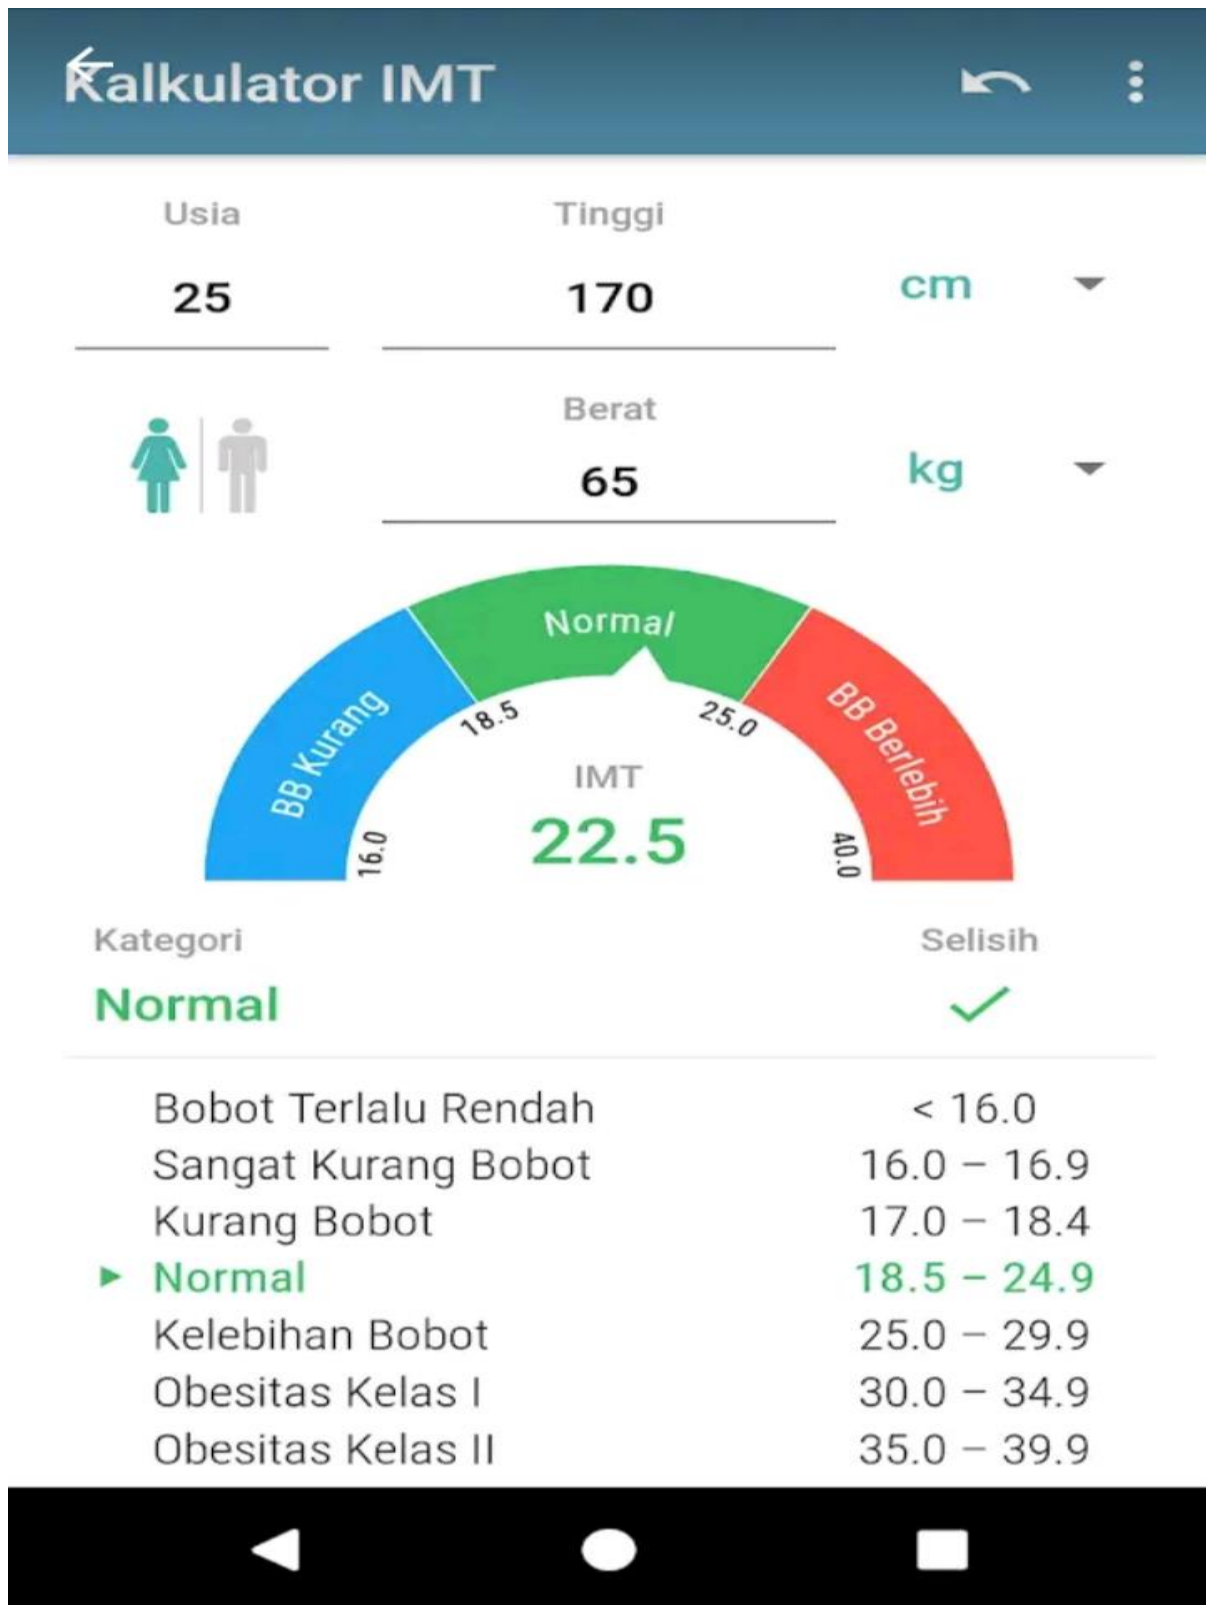 Kalkulator IMT
Usia
Tinggi
25
170
cm
Berat
65
kg
Normal
BB Kurang
BB Berlebih
18.5
25.0
16.0
40.0
IMT
22.5
Kategori
Selisih
Normal
Bobot Terlalu Rendah < 16.0
Sangat Kurang Bobot 16.0 – 16.9
Kurang Bobot 17.0 – 18.4
Normal 18.5 – 24.9
Kelebihan Bobot 25.0 – 29.9
Obesitas Kelas I 30.0 – 34.9
Obesitas Kelas II 35.0 – 39.9